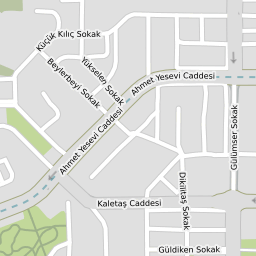 Küçük Kılıç Sokak
Beylerbeyi Sokak
Yükselen Sokak
Ahmet Yesevi Caddesi
Ahmet Yesevi Caddesi
Gülümser Sokak
Dikilitaş Sokak
Kaletaş Caddesi
Güldiken Sokak